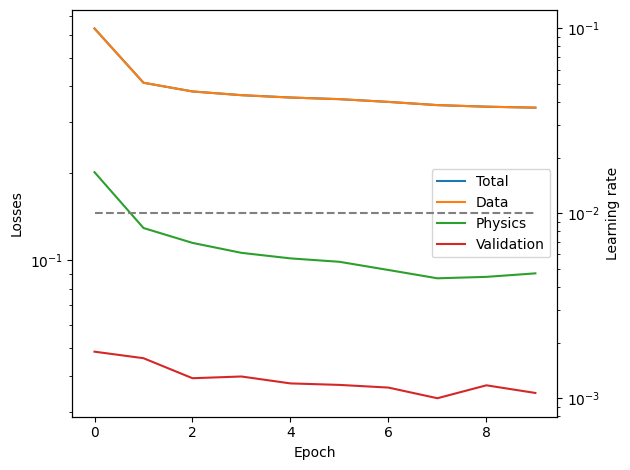 Losses
10⁻¹
Total
Data
Physics
Validation
10⁻¹
10⁻²
10⁻³
Learning rate
0
2
4
6
8
Epoch